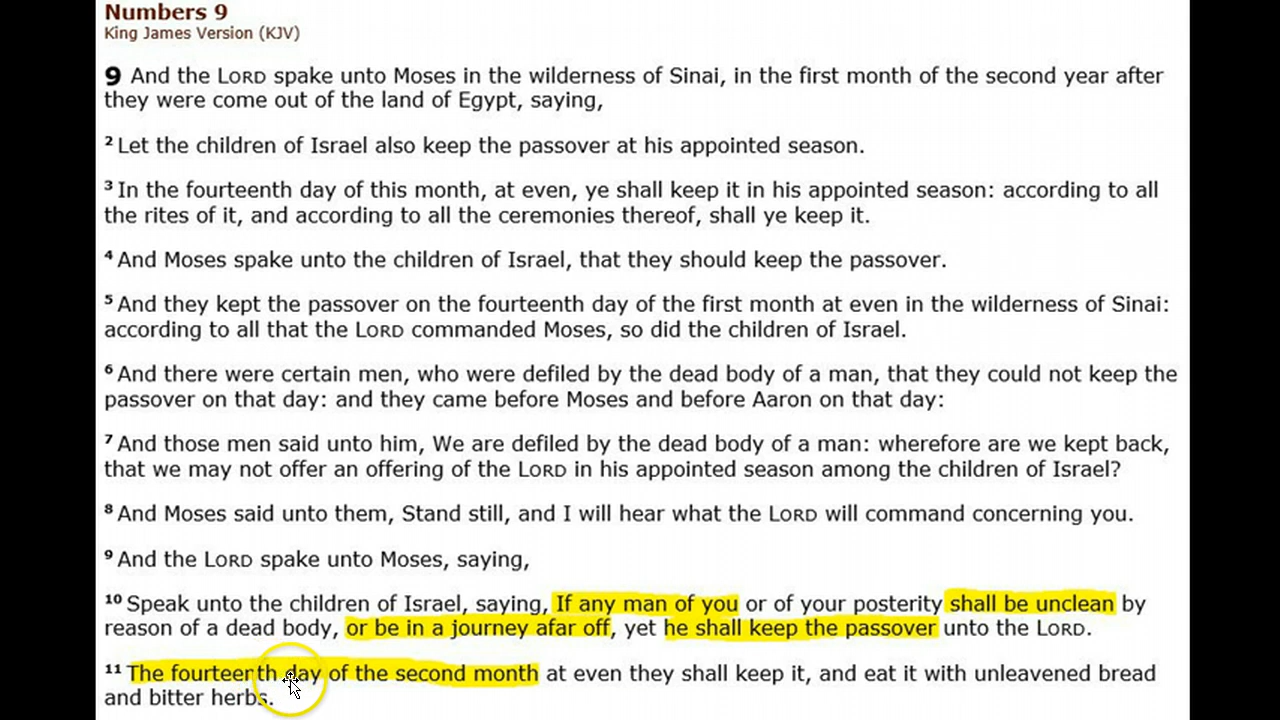 Numbers 9
King James Version (KJV)
9 And the LORD spake unto Moses in the wilderness of Sinai, in the first month of the second year after
they were come out of the land of Egypt, saying,
2 Let the children of Israel also keep the passover at his appointed season.
3 In the fourteenth day of this month, at even, ye shall keep it in his appointed season: according to all
the rites of it, and according to all the ceremonies thereof, shall ye keep it.
4 And Moses spake unto the children of Israel, that they should keep the passover.
5 And they kept the passover on the fourteenth day of the first month at even in the wilderness of Sinai:
according to all that the LORD commanded Moses, so did the children of Israel.
6 And there were certain men, who were defiled by the dead body of a man, that they could not keep the
passover on that day: and they came before Moses and before Aaron on that day:
7 And those men said unto him, We are defiled by the dead body of a man: wherefore are we kept back,
that we may not offer an offering of the LORD in his appointed season among the children of Israel?
8 And Moses said unto them, Stand still, and I will hear what the LORD will command concerning you.
9 And the LORD spake unto Moses, saying,
10 Speak unto the children of Israel, saying, If any man of you or of your posterity shall be unclean by
reason of a dead body, or be in a journey afar off, yet he shall keep the passover unto the LORD.
11 The fourteenth day of the second month at even they shall keep it, and eat it with unleavened bread
and bitter herbs.